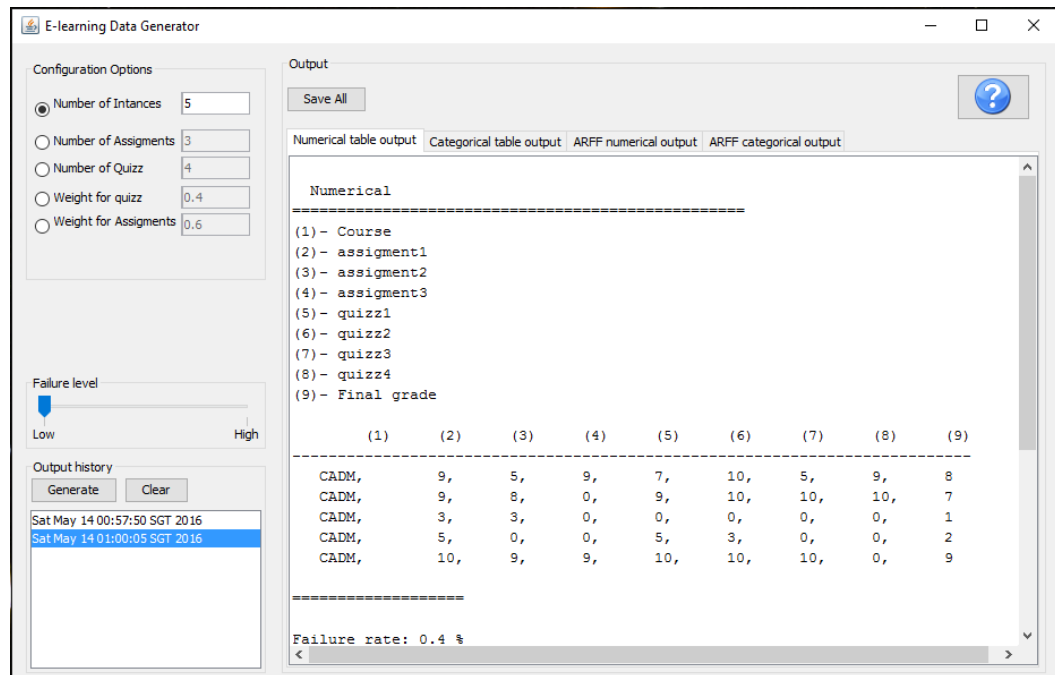 E-learning Data Generator
Configuration Options
Number of Intances 5
Number of Assigments 3
Number of Quizz 4
Weight for quizz 0.4
Weight for Assigments 0.6
Failure level
Low High
Output history
Generate Clear
Sat May 14 00:57:50 SGT 2016
Sat May 14 01:00:05 SGT 2016
Output
Save All
?
Numerical table output Categorical table output ARFF numerical output ARFF categorical output
Numerical
==================================================
(1)- Course
(2)- assigment1
(3)- assigment2
(4)- assigment3
(5)- quizz1
(6)- quizz2
(7)- quizz3
(8)- quizz4
(9)- Final grade
(1) (2) (3) (4) (5) (6) (7) (8) (9)
---------------------------------------------------------------------------
CADM, 9, 5, 9, 7, 10, 5, 9, 8
CADM, 9, 8, 0, 9, 10, 10, 10, 7
CADM, 3, 3, 0, 0, 0, 0, 0, 1
CADM, 5, 0, 0, 5, 3, 0, 0, 2
CADM, 10, 9, 9, 10, 10, 10, 0, 9
===================
Failure rate: 0.4 %